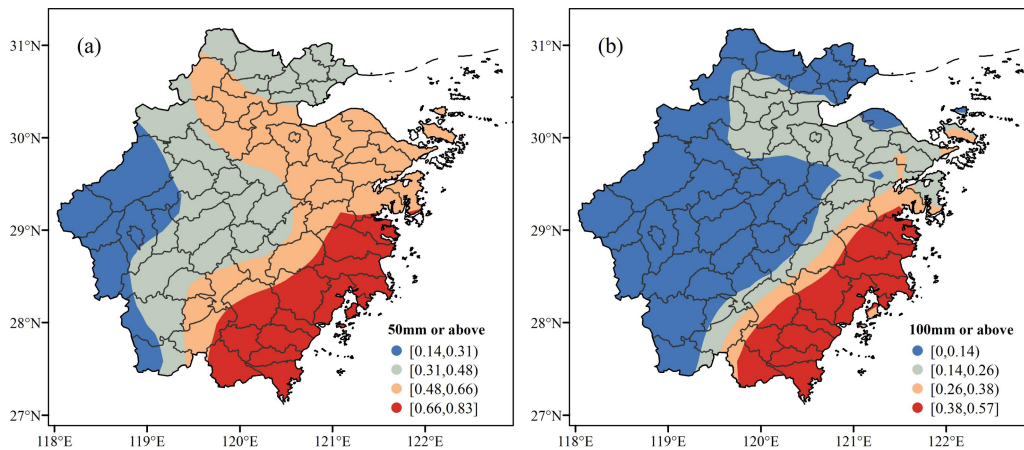 (a)
31°N
30°N
29°N
28°N
27°N
118°E
119°E
120°E
121°E
122°E
50mm or above
[0.14,0.31)
[0.31,0.48)
[0.48,0.66)
[0.66,0.83]
(b)
31°N
30°N
29°N
28°N
27°N
118°E
119°E
120°E
121°E
122°E
100mm or above
[0,0.14)
[0.14,0.26)
[0.26,0.38)
[0.38,0.57]